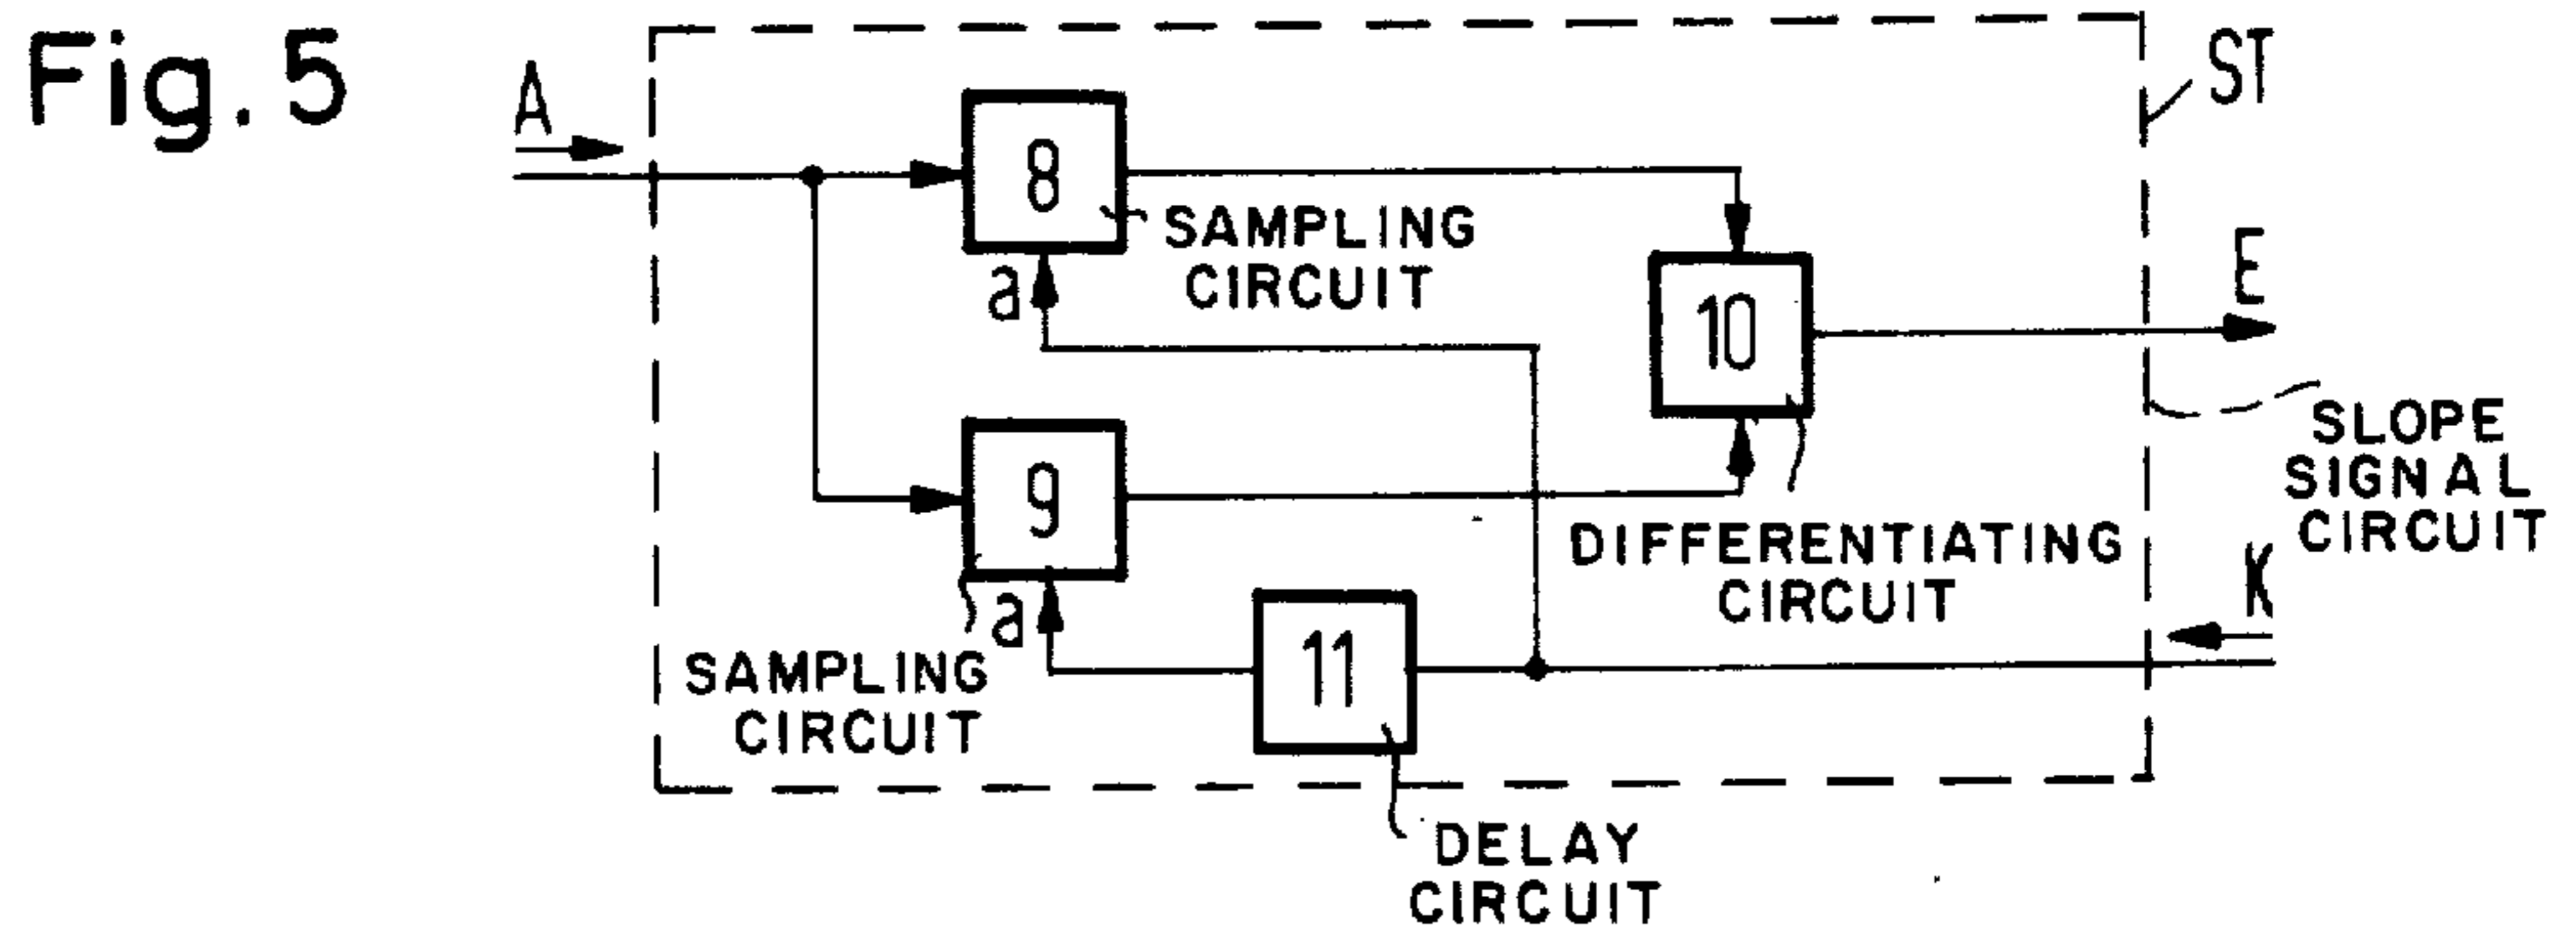 Fig. 5
A
ST
8
SAMPLING
CIRCUIT
a
E
10
SLOPE
SIGNAL
CIRCUIT
9
DIFFERENTIATING
CIRCUIT
K
a
11
SAMPLING
CIRCUIT
DELAY
CIRCUIT